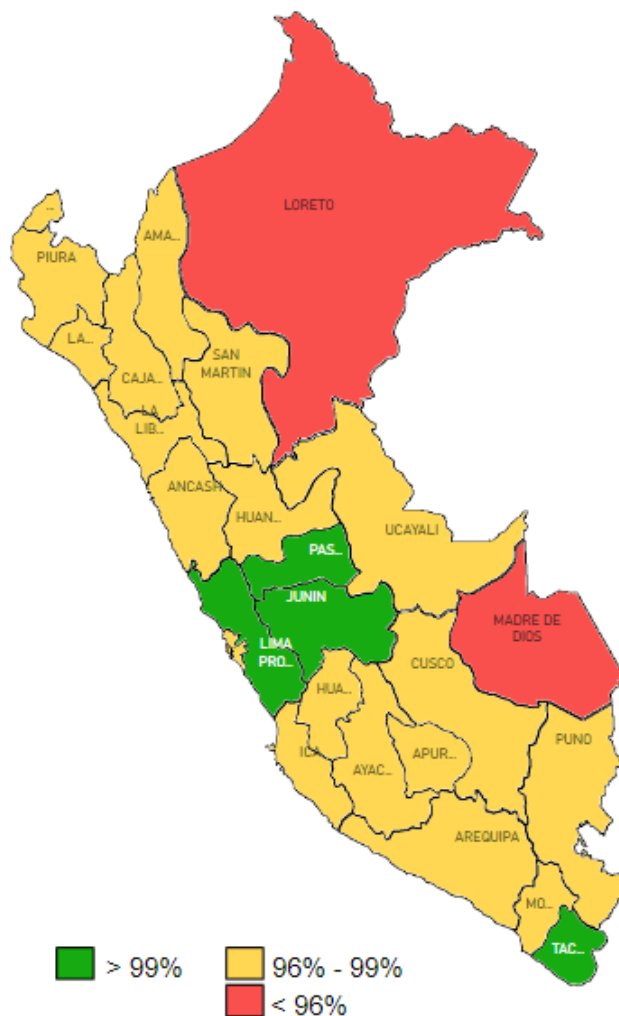 LORETO
...
AMA...
PIURA
LA...
SAN
MARTIN
CAJA...
LA
LIB...
ANCASH
HUAN...
UCAYALI
PAS...
JUNIN
MADRE DE
DIOS
LIMA
PRO...
CUSCO
HUA...
ICA
PUNO
AYAC...
APUR...
AREQUIPA
MO...
TAC...
> 99%
96% - 99%
< 96%